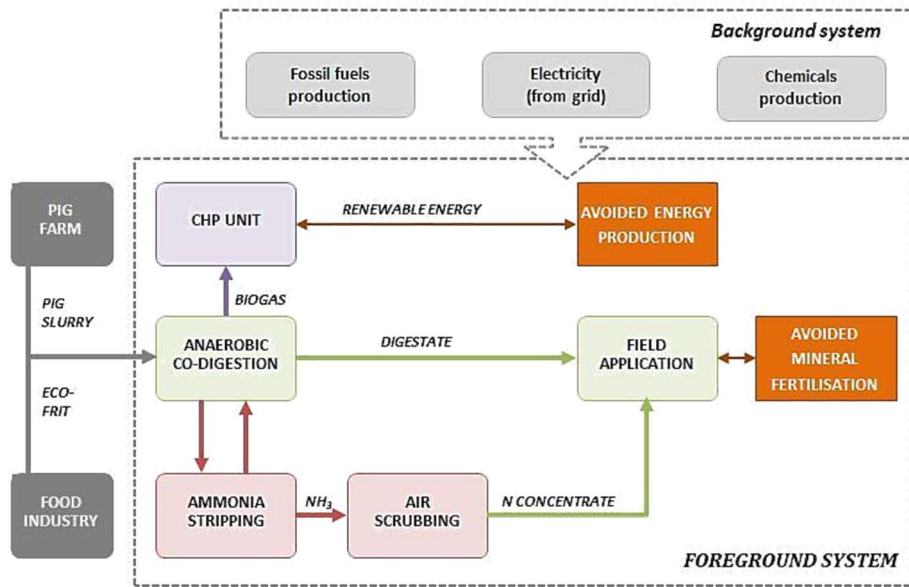 Background system
Fossil fuels
production
Electricity
(from grid)
Chemicals
production
PIG
FARM
CHP UNIT
RENEWABLE ENERGY
AVOIDED ENERGY
PRODUCTION
PIG
SLURRY
BIOGAS
ANAEROBIC
CO-DIGESTION
DIGESTATE
FIELD
APPLICATION
AVOIDED
MINERAL
FERTILISATION
ECO-
FRIT
FOOD
INDUSTRY
AMMONIA
STRIPPING
NH₃
AIR
SCRUBBING
N CONCENTRATE
FOREGROUND SYSTEM